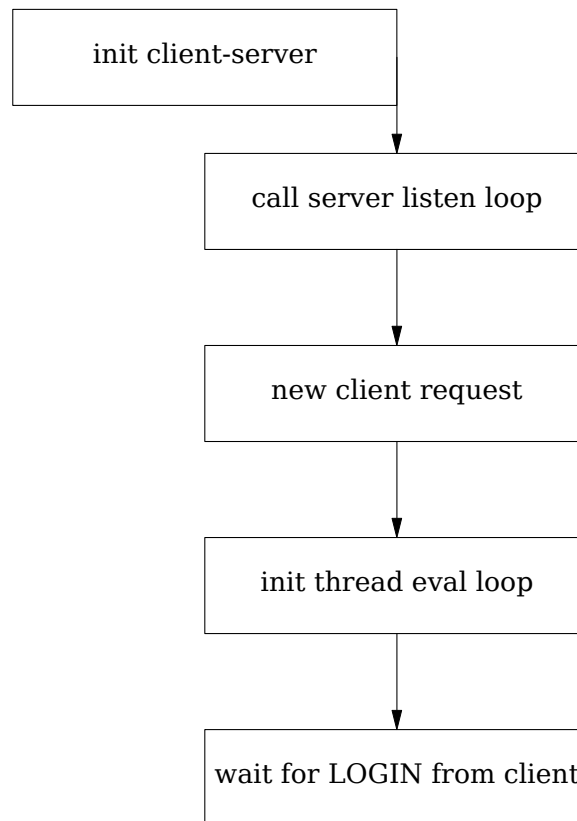 init client-server
call server listen loop
new client request
init thread eval loop
wait for LOGIN from client